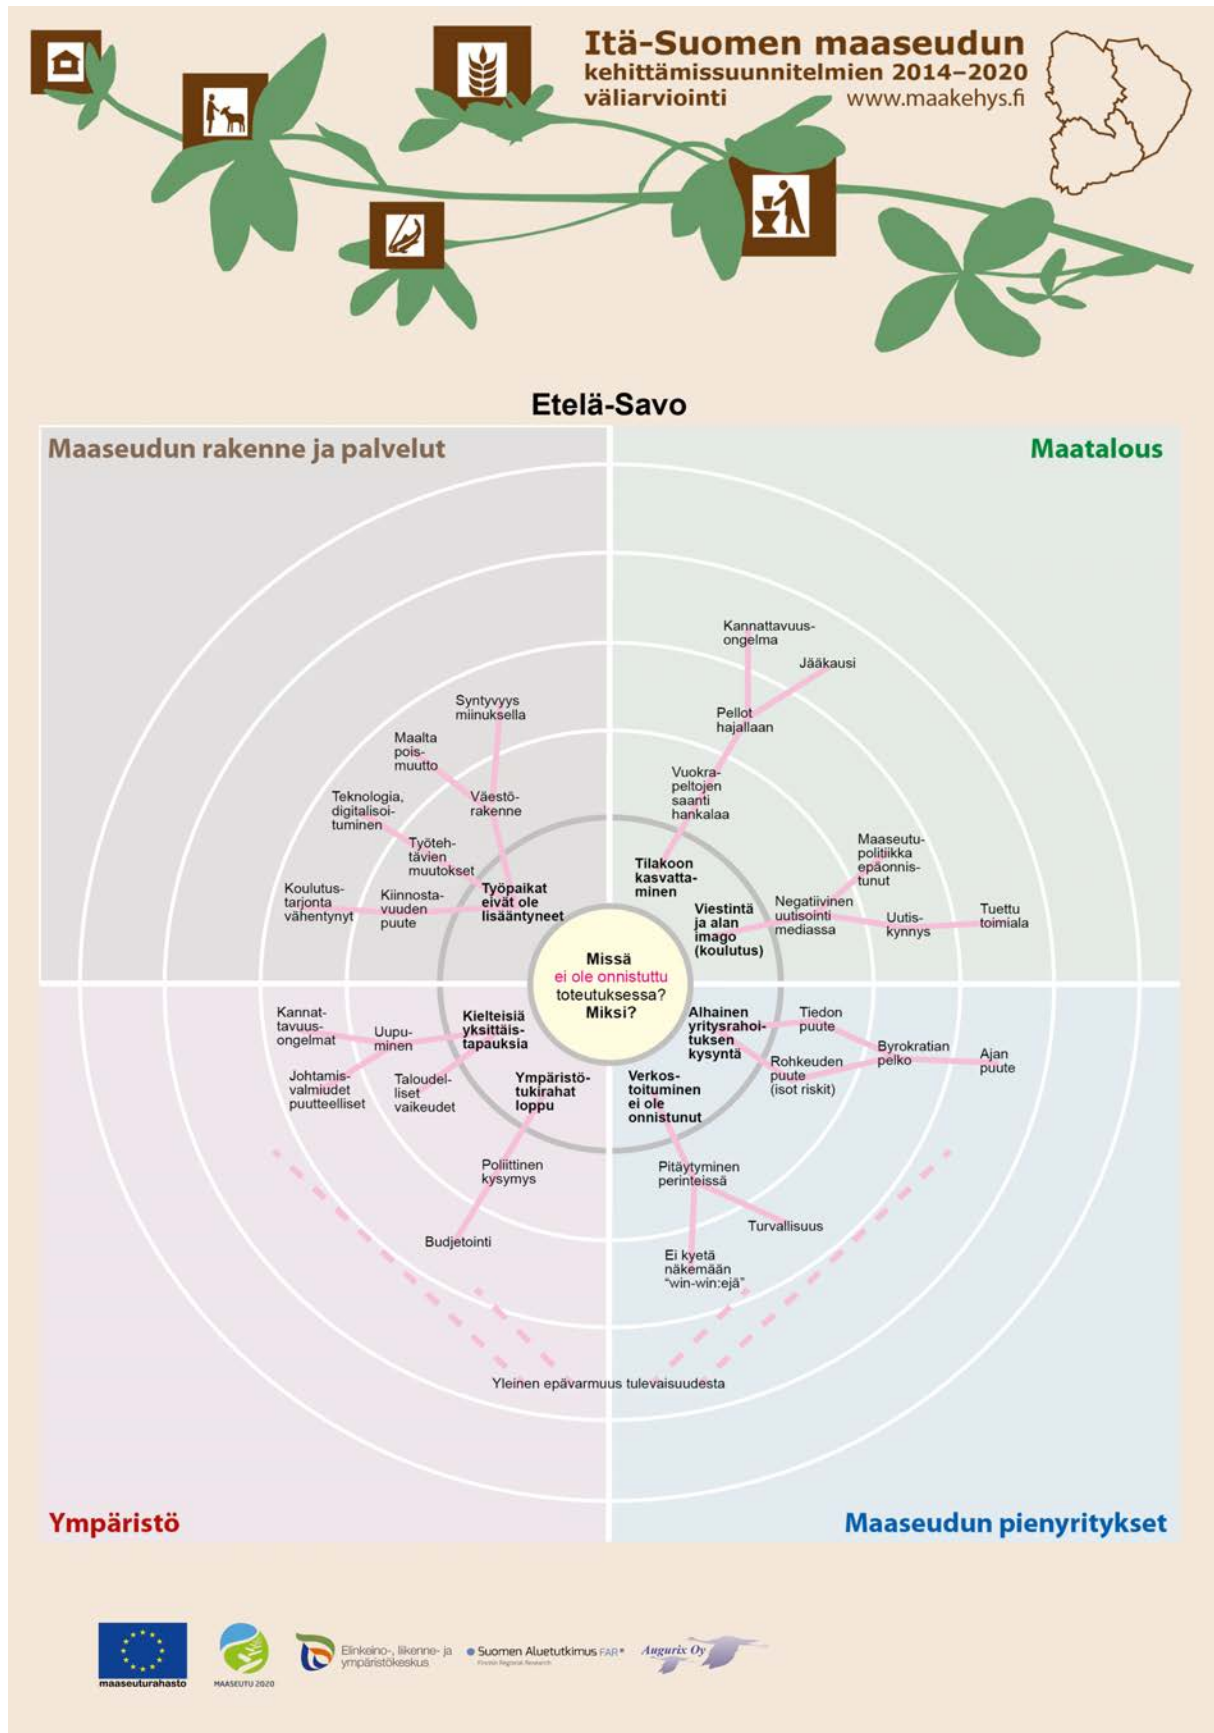 Itä-Suomen maaseudun
kehittämissuunnitelmien 2014–2020
väliarviointi
www.maakehys.fi
Etelä-Savo
Maaseudun rakenne ja palvelut
Maatalous
Syntyvyys
miinuksella
Maalta
pois-
muutto
Teknologia,
digitalisoi-
tuminen
Väestö-
rakenne
Työteh-
tävien
muutokset
Koulutus-
tarjonta
vähentynyt
Kiinnosta-
vuuden
puute
Työpaikat
eivät ole
lisääntyneet
Kannattavuus-
ongelma
Jääkausi
Pellot
hajallaan
Vuokra-
peltojen
saanti
hankalaa
Tilakoon
kasvatta-
minen
Maaseutu-
politiikka
epäonnis-
tunut
Viestintä
ja alan
imago
(koulutus)
Negatiivinen
uutisointi
mediassa
Uutis-
kynnys
Tuettu
toimiala
Missä
ei ole onnistuttu
toteutuksessa?
Miksi?
Kannat-
tavuus-
ongelmat
Uupu-
minen
Kielteisiä
yksittäis-
tapauksia
Johtamis-
valmiudet
puutteelliset
Taloudel-
liset
vaikeudet
Ympäristö-
tukirahat
loppu
Poliittinen
kysymys
Budjetointi
Alhainen
yritysrahoi-
tuksen
kysyntä
Tiedon
puute
Rohkeuden
puute
(isot riskit)
Byrokratian
pelko
Ajan
puute
Verkos-
toituminen
ei ole
onnistunut
Pitäytyminen
perinteissä
Turvallisuus
Ei kyetä
näkemään
“win-win:ejä”
Yleinen epävarmuus tulevaisuudesta
Ympäristö
Maaseudun pienyritykset
maaseuturahasto
MAASEUTU 2020
Elinkeino-, liikenne- ja
ympäristökeskus
Suomen Aluetutkimus FAR®
Finnish Regional Research
Augurix Oy